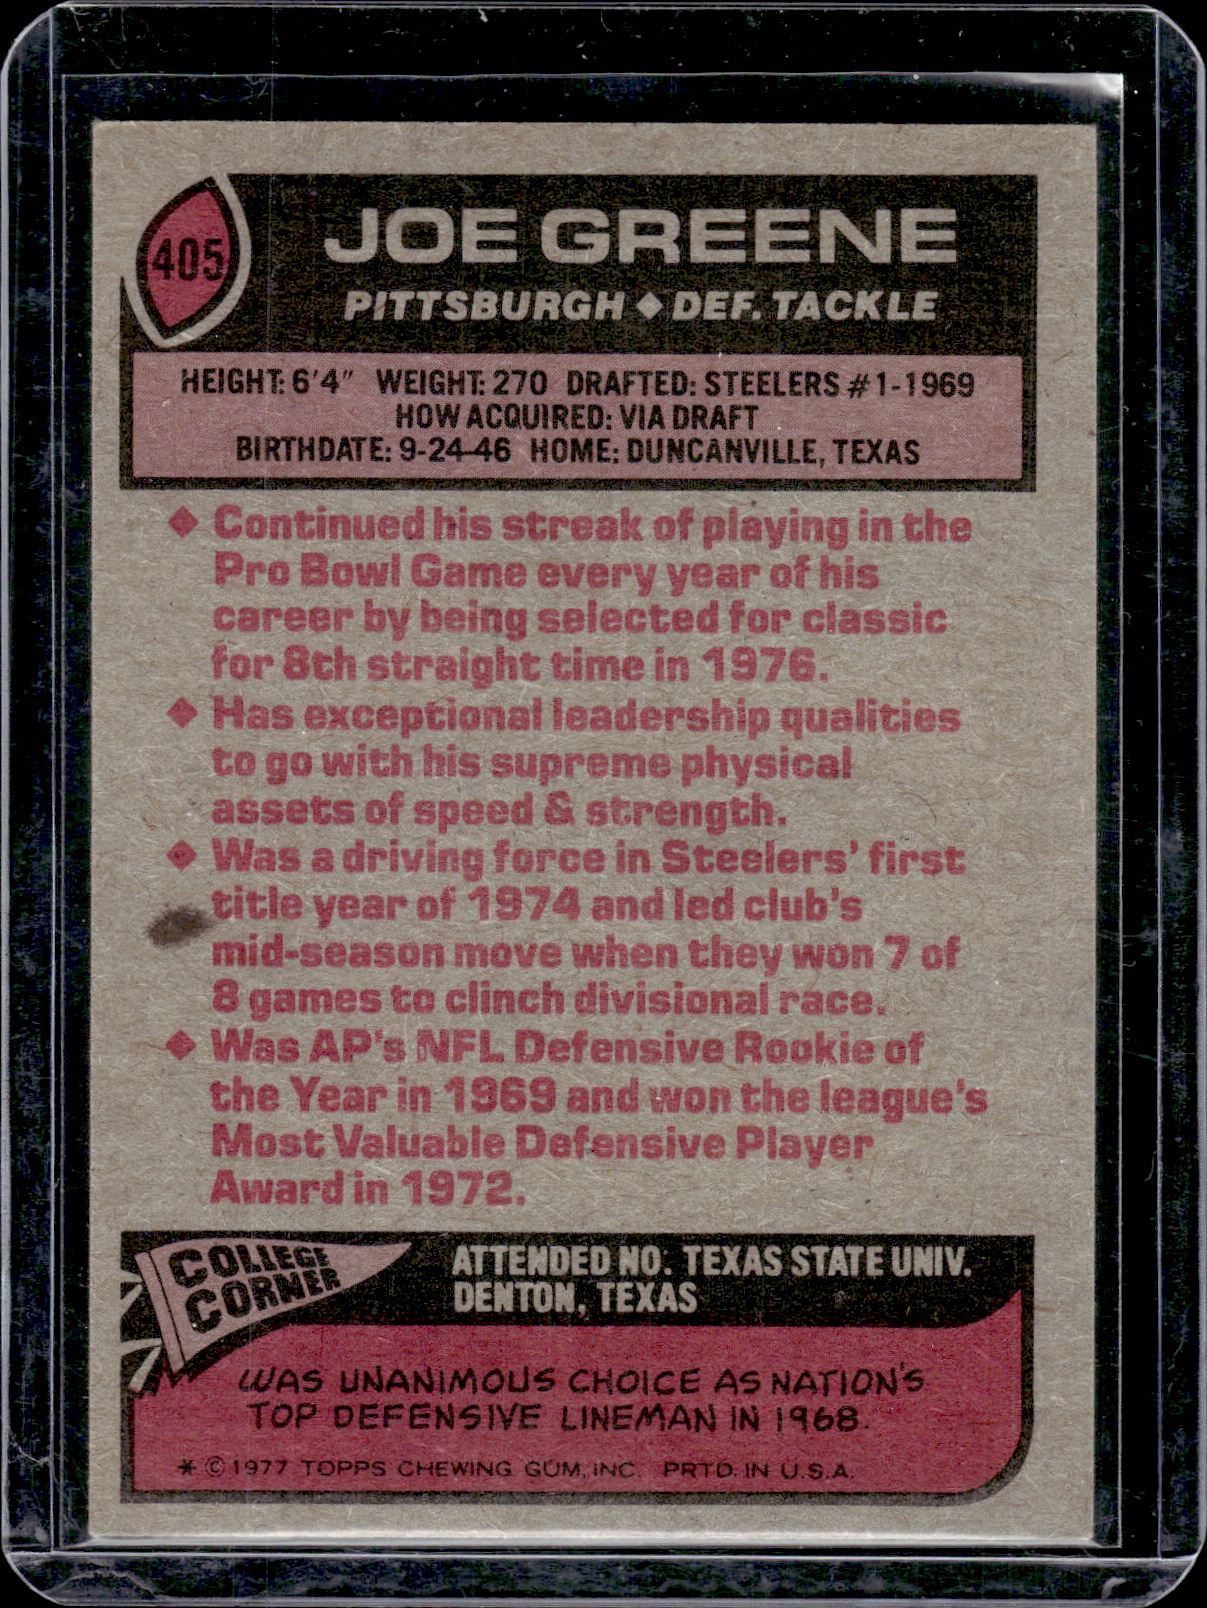 405
JOE GREENE
PITTSBURGH ◆ DEF. TACKLE
HEIGHT: 6'4" WEIGHT: 270 DRAFTED: STEELERS #1-1969
HOW ACQUIRED: VIA DRAFT
BIRTHDATE: 9-24-46 HOME: DUNCANVILLE, TEXAS
◆ Continued his streak of playing in the
Pro Bowl Game every year of his
career by being selected for classic
for 8th straight time in 1976.
◆ Has exceptional leadership qualities
to go with his supreme physical
assets of speed & strength.
◆ Was a driving force in Steelers' first
title year of 1974 and led club's
mid-season move when they won 7 of
8 games to clinch divisional race.
◆ Was AP's NFL Defensive Rookie of
the Year in 1969 and won the league's
Most Valuable Defensive Player
Award in 1972.
COLLEGE
CORNER
ATTENDED NO. TEXAS STATE UNIV.
DENTON, TEXAS
WAS UNANIMOUS CHOICE AS NATION'S
TOP DEFENSIVE LINEMAN IN 1968.
* © 1977 TOPPS CHEWING GUM, INC. PRTD. IN U.S.A.